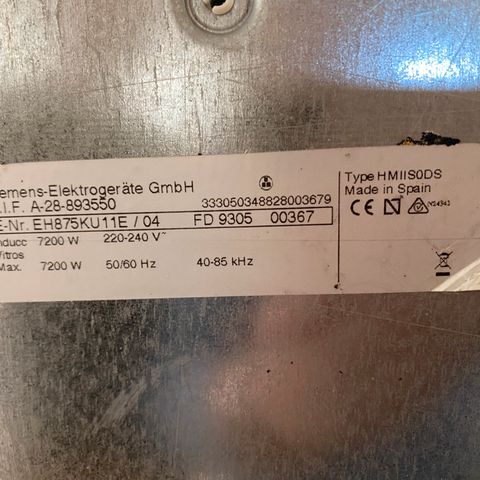 emens-Elektrogeräte GmbH
.I.F. A-28-893550
333050348828003679
E-Nr. EH875KU11E / 04 FD 9305 00367
nducc 7200 W 220-240 V~
Vitros
Max. 7200 W 50/60 Hz 40-85 kHz
Type HMIIS0DS
Made in Spain
CE N24943